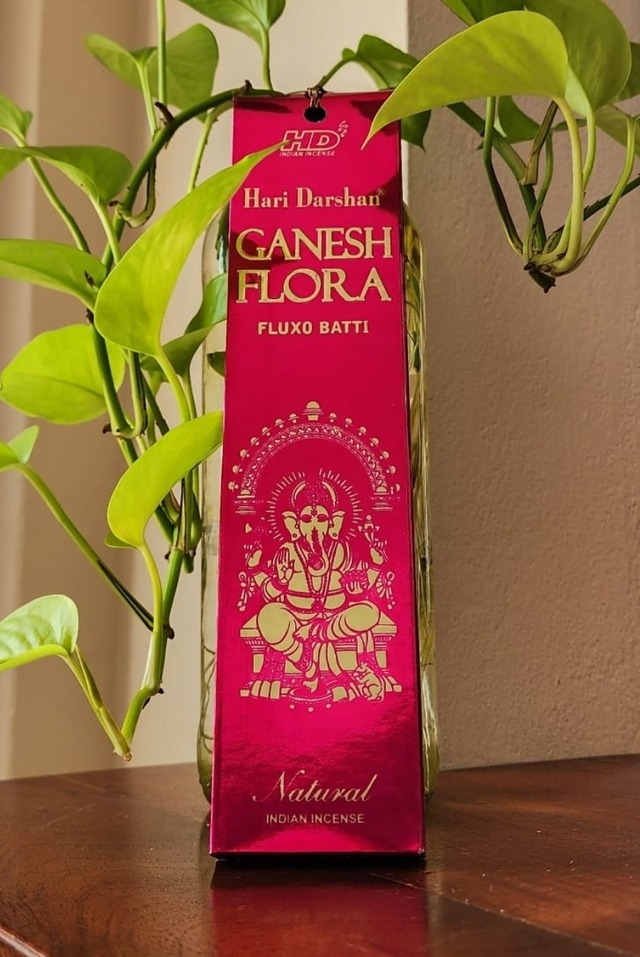 HD
INDIAN INCENSE
Hari Darshan®
GANESH
FLORA
FLUXO BATTI
Natural
INDIAN INCENSE